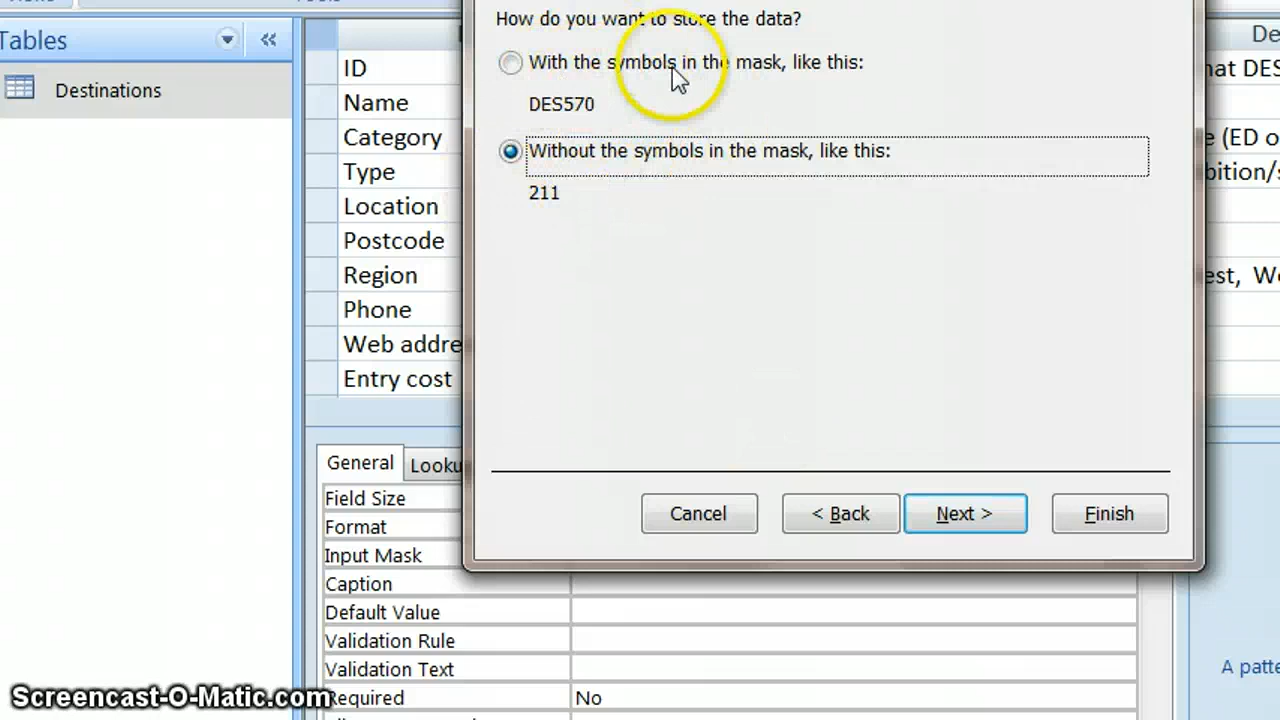 Tables
Destinations
ID
Name
Category
Type
Location
Postcode
Region
Phone
Web addre
Entry cost
How do you want to store the data?
With the symbols in the mask, like this:
DES570
Without the symbols in the mask, like this:
211
Cancel
< Back
Next >
Finish
De
hat DES
e (ED o
bition/s
est, We
General
Looku
Field Size
Format
Input Mask
Caption
Default Value
Validation Rule
Validation Text
Required
No
A patte
Screencast-O-Matic.com